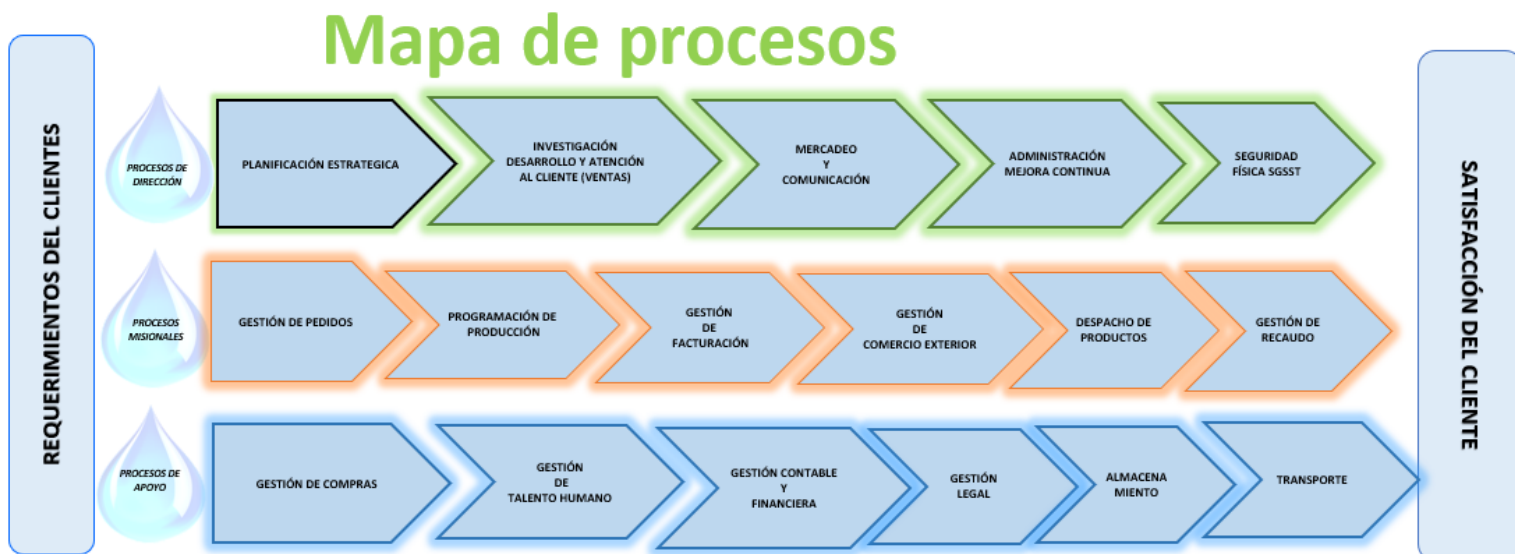 Mapa de procesos
REQUERIMIENTOS DEL CLIENTES
PROCESOS DE
DIRECCIÓN
PLANIFICACIÓN ESTRATEGICA
INVESTIGACIÓN
DESARROLLO Y ATENCIÓN
AL CLIENTE (VENTAS)
MERCADEO
Y
COMUNICACIÓN
ADMINISTRACIÓN
MEJORA CONTINUA
SEGURIDAD
FÍSICA SGSST
PROCESOS
MISIONALES
GESTIÓN DE PEDIDOS
PROGRAMACIÓN DE
PRODUCCIÓN
GESTIÓN
DE
FACTURACIÓN
GESTIÓN
DE
COMERCIO EXTERIOR
DESPACHO DE
PRODUCTOS
GESTIÓN DE
RECAUDO
PROCESOS DE
APOYO
GESTIÓN DE COMPRAS
GESTIÓN
DE
TALENTO HUMANO
GESTIÓN CONTABLE
Y
FINANCIERA
GESTIÓN
LEGAL
ALMACENA
MIENTO
TRANSPORTE
SATISFACCIÓN DEL CLIENTE